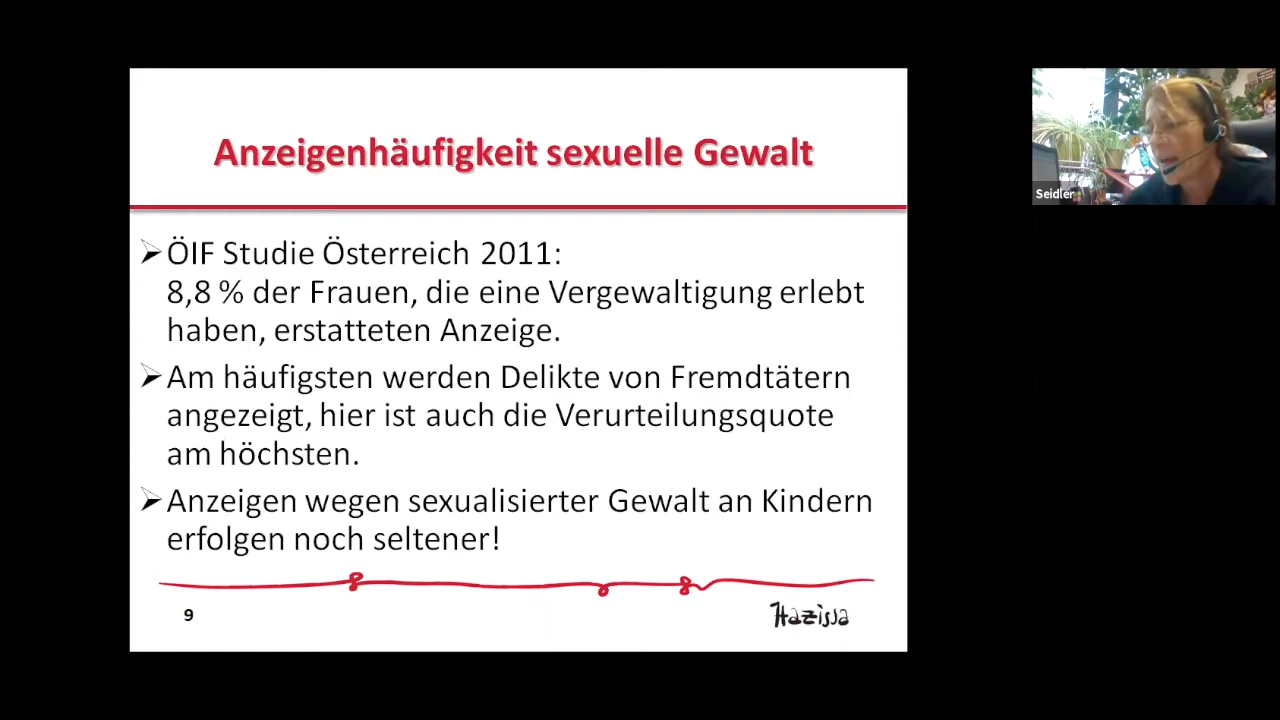 Anzeigenhäufigkeit sexuelle Gewalt
➢ÖIF Studie Österreich 2011:
8,8 % der Frauen, die eine Vergewaltigung erlebt
haben, erstatteten Anzeige.
➢Am häufigsten werden Delikte von Fremdtätern
angezeigt, hier ist auch die Verurteilungsquote
am höchsten.
➢Anzeigen wegen sexualisierter Gewalt an Kindern
erfolgen noch seltener!
9
Hazissa
Seidler